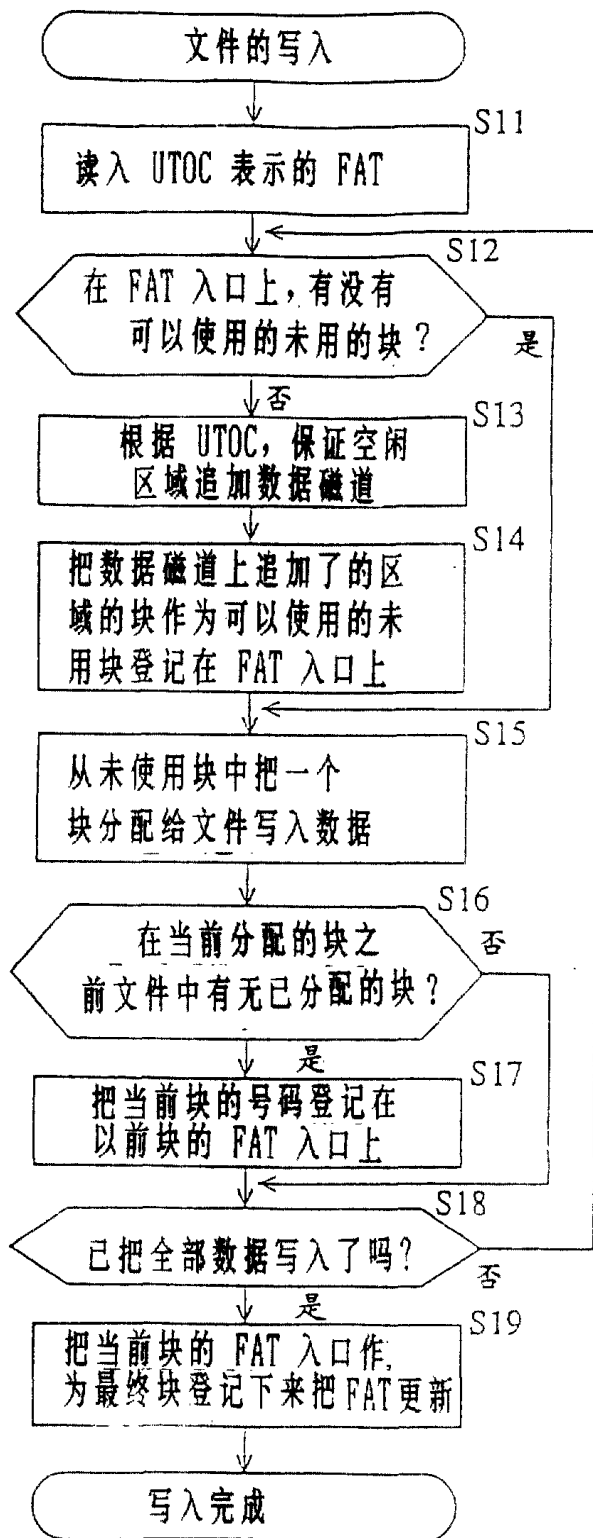 文件的写入
S11
读入 UTOC 表示的 FAT
S12
在 FAT 入口上,有没有
可以使用的未用的块?
是
否
S13
根据 UTOC, 保证空闲
区域追加数据磁道
S14
把数据磁道上追加了的区
域的块作为可以使用的未
用块登记在 FAT 入口上
S15
从未使用块中把一个
块分配给文件写入数据
S16
在当前分配的块之
前文件中有无已分配的块?
否
是
S17
把当前块的号码登记在
以前块的 FAT 入口上
S18
已把全部数据写入了吗?
否
是
S19
把当前块的 FAT 入口作
为最终块登记下来把FAT更新
写入完成